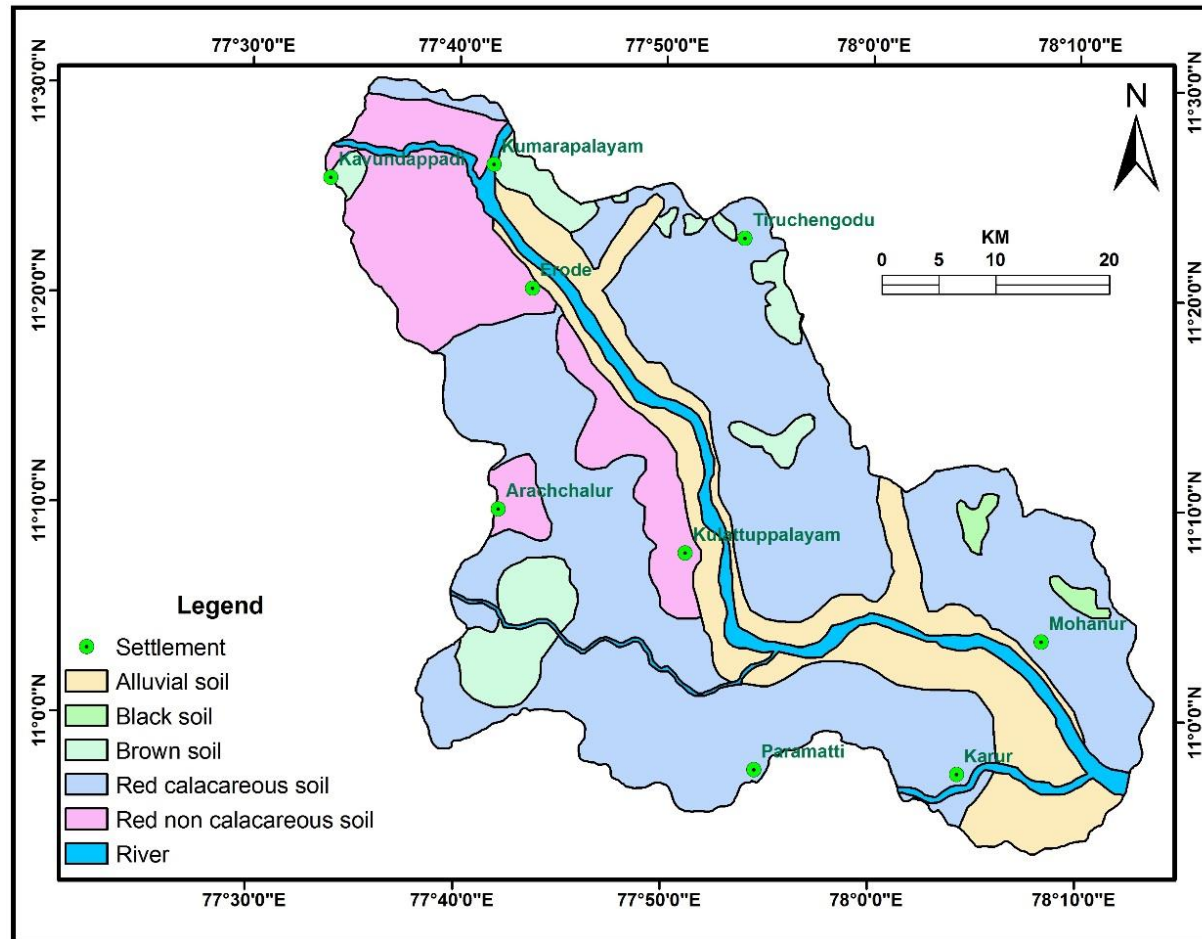 77°30'0"E 77°40'0"E 77°50'0"E 78°0'0"E 78°10'0"E
11°30'0"N
11°30'0"N
N
Kumarapalayam
Kavundappadi
Tiruchengodu
KM
0 5 10 20
Erode
11°20'0"N
11°20'0"N
Arachchalur
11°10'0"N
11°10'0"N
Kulattuppalayam
Mohanur
11°0'0"N
11°0'0"N
Paramatti
Karur
Legend
Settlement
Alluvial soil
Black soil
Brown soil
Red calacareous soil
Red non calacareous soil
River
77°30'0"E 77°40'0"E 77°50'0"E 78°0'0"E 78°10'0"E